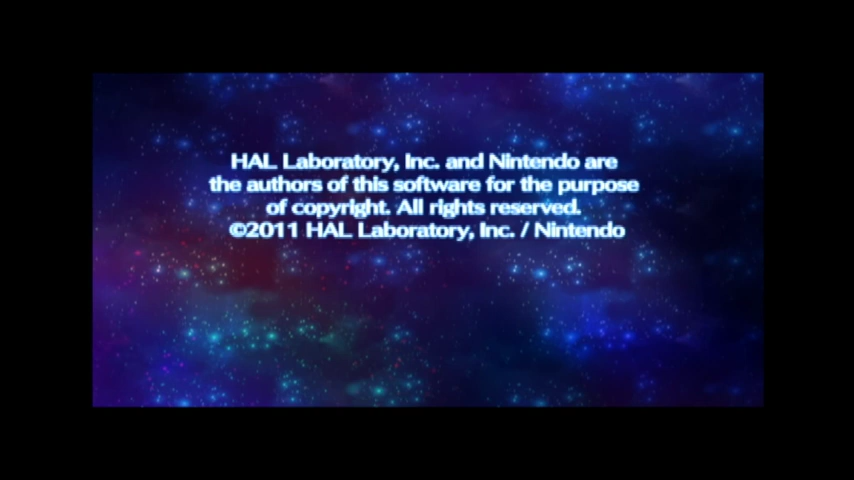 HAL Laboratory, Inc. and Nintendo are
the authors of this software for the purpose
of copyright. All rights reserved.
©2011 HAL Laboratory, Inc. / Nintendo